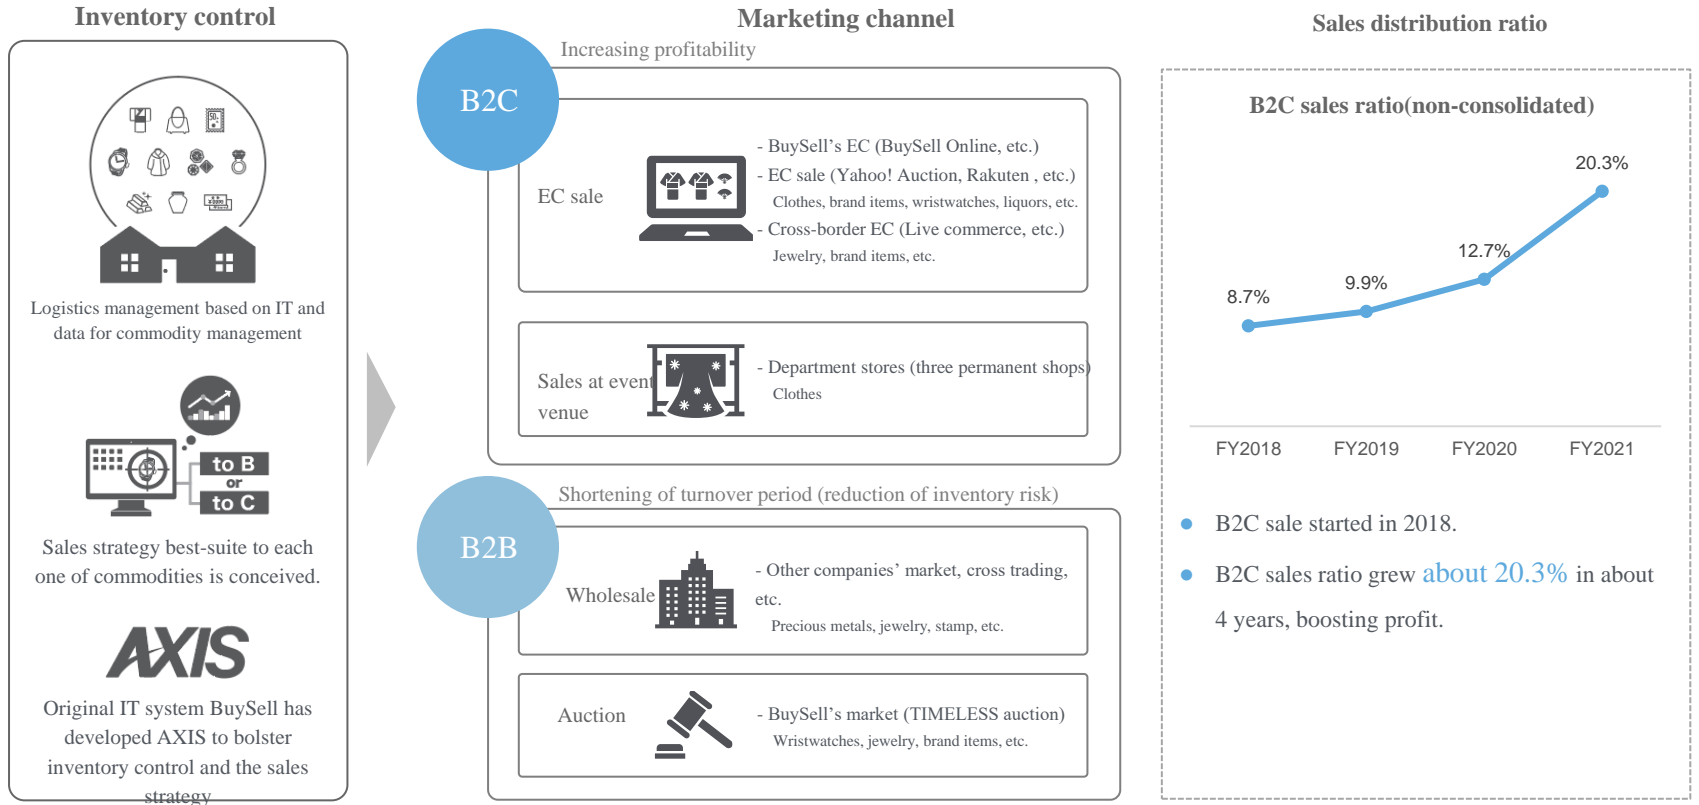 Inventory control
Logistics management based on IT and
data for commodity management
to B
or
to C
Sales strategy best-suite to each
one of commodities is conceived.
AXIS
Original IT system BuySell has
developed AXIS to bolster
inventory control and the sales
strategy
Marketing channel
B2C
Increasing profitability
EC sale
- BuySell's EC (BuySell Online, etc.)
- EC sale (Yahoo! Auction, Rakuten , etc.)
Clothes, brand items, wristwatches, liquors, etc.
- Cross-border EC (Live commerce, etc.)
Jewelry, brand items, etc.
Sales at event
venue
- Department stores (three permanent shops)
Clothes
B2B
Shortening of turnover period (reduction of inventory risk)
Wholesale
- Other companies' market, cross trading,
etc.
Precious metals, jewelry, stamp, etc.
Auction
- BuySell's market (TIMELESS auction)
Wristwatches, jewelry, brand items, etc.
Sales distribution ratio
B2C sales ratio(non-consolidated)
8.7%
9.9%
12.7%
20.3%
FY2018
FY2019
FY2020
FY2021
● B2C sale started in 2018.
● B2C sales ratio grew about 20.3% in about
4 years, boosting profit.